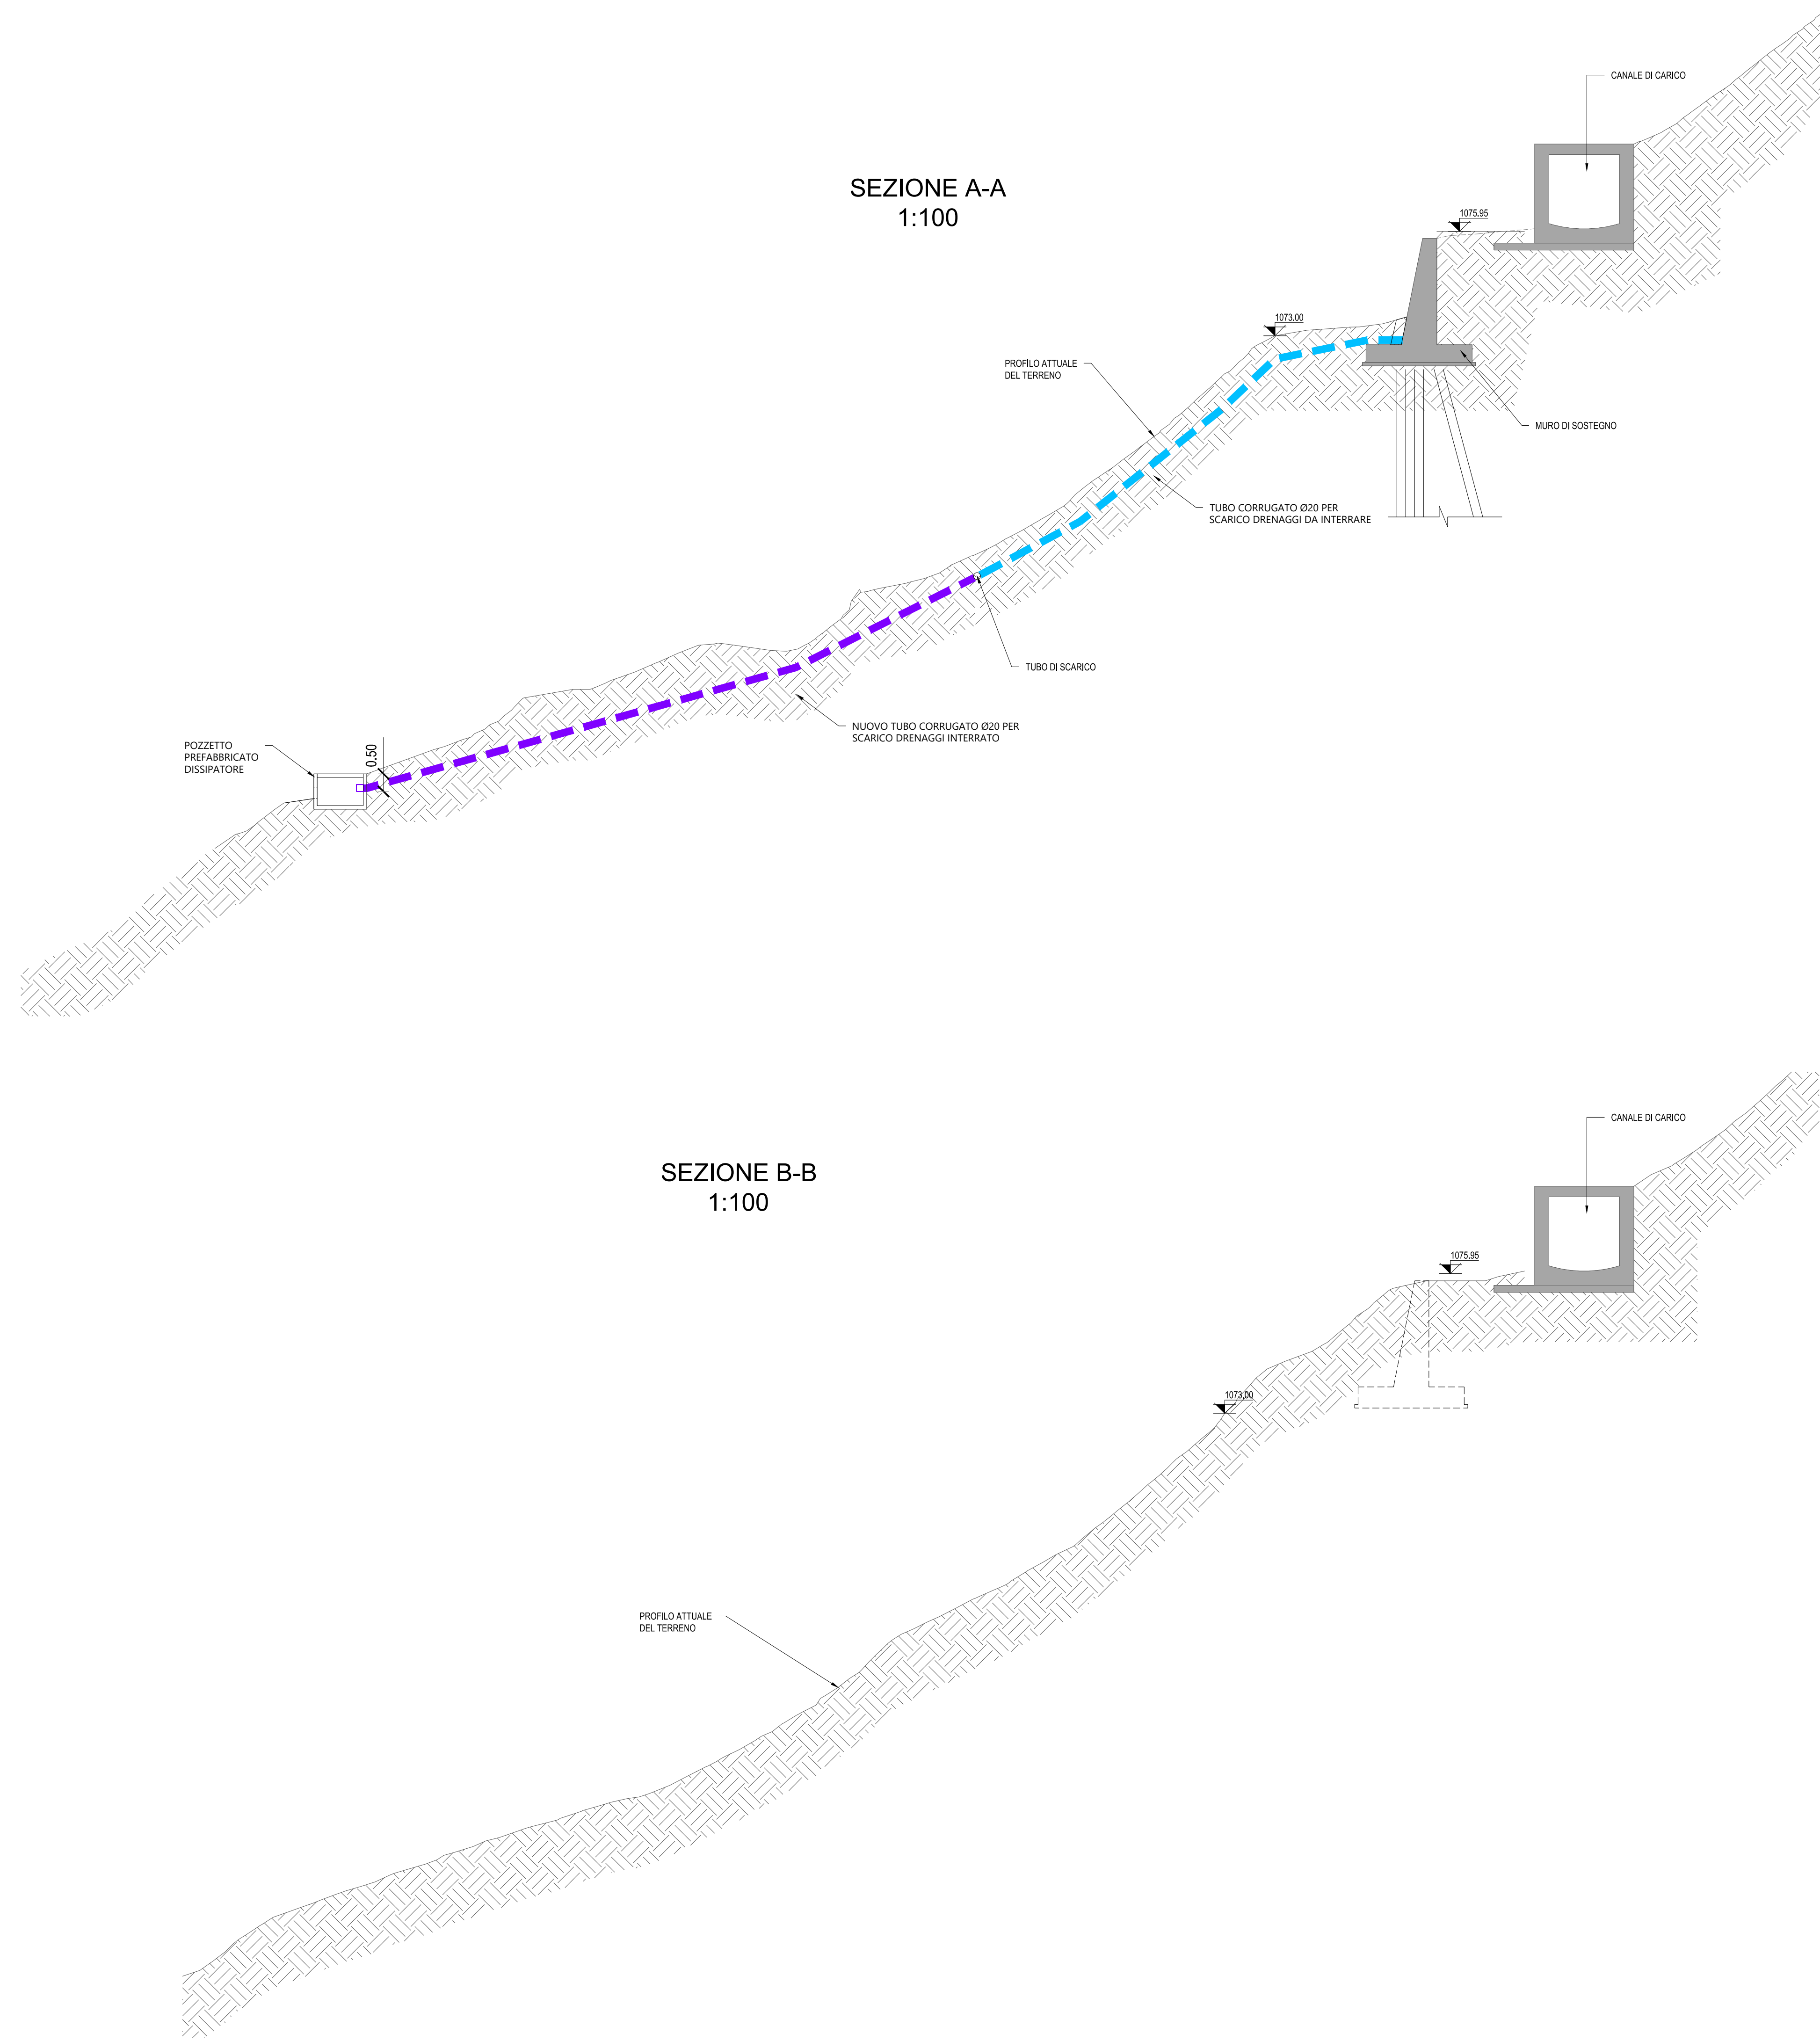 CANALE DI CARICO
SEZIONE A-A
1:100
1075.95
1073.00
PROFILO ATTUALE
DEL TERRENO
MURO DI SOSTEGNO
TUBO CORRUGATO Ø20 PER
SCARICO DRENAGGI DA INTERRARE
TUBO DI SCARICO
NUOVO TUBO CORRUGATO Ø20 PER
SCARICO DRENAGGI INTERRATO
POZZETTO
PREFABBRICATO
DISSIPATORE
0.50
CANALE DI CARICO
SEZIONE B-B
1:100
1075.95
1073.00
PROFILO ATTUALE
DEL TERRENO